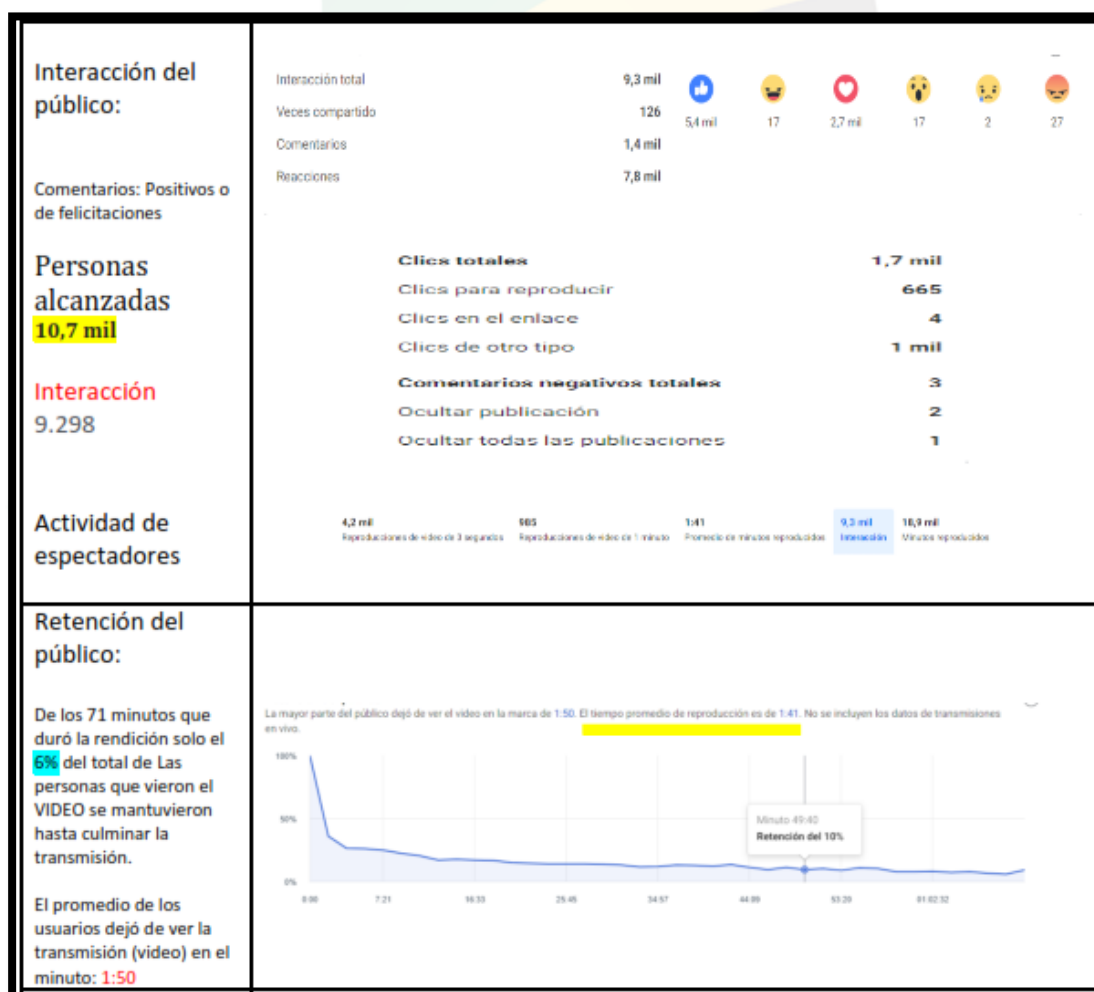 Interacción del
público:
Comentarios: Positivos o
de felicitaciones
Personas
alcanzadas
10,7 mil
Interacción
9.298
Actividad de
espectadores
Interacción total 9,3 mil
Veces compartido 126
Comentarios 1,4 mil
Reacciones 7,8 mil
5,4 mil 17 2,7 mil 17 2 27
Clics totales 1,7 mil
Clics para reproducir 665
Clics en el enlace 4
Clics de otro tipo 1 mil
Comentarios negativos totales 3
Ocultar publicación 2
Ocultar todas las publicaciones 1
4,2 mil 985 1:41 9,3 mil 18,9 mil
Reproducciones de video de 3 segundos Reproducciones de video de 1 minuto Promedio de minutos reproducidos Interacción Minutos reproducidos
Retención del
público:
De los 71 minutos que
duró la rendición solo el
6% del total de Las
personas que vieron el
VIDEO se mantuvieron
hasta culminar la
transmisión.
El promedio de los
usuarios dejó de ver la
transmisión (video) en el
minuto: 1:50
La mayor parte del público dejó de ver el video en la marca de 1:50. El tiempo promedio de reproducción es de 1:41. No se incluyen los datos de transmisiones
en vivo.
100%
50%
0%
Minuto 49:40
Retención del 10%
0:00 7:21 16:33 25:45 34:57 44:09 53:20 01:02:32